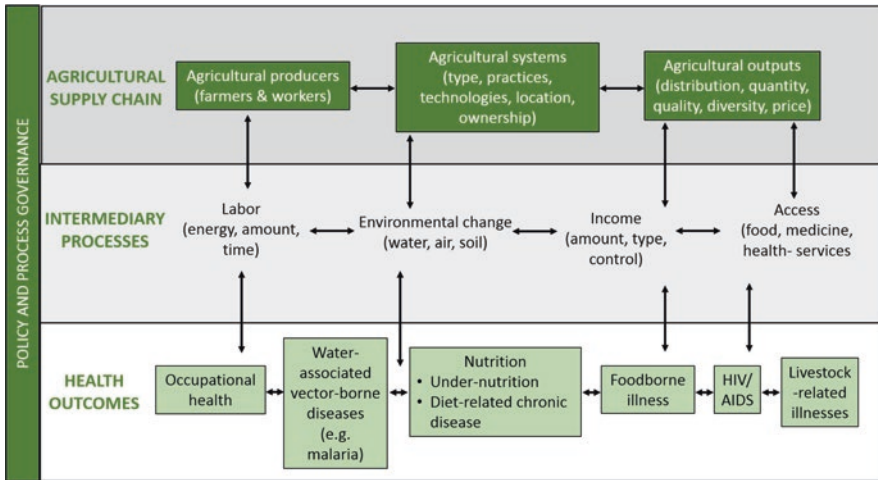 POLICY AND PROCESS GOVERNANCE
AGRICULTURAL
SUPPLY CHAIN
Agricultural producers
(farmers & workers)
Agricultural systems
(type, practices,
technologies, location,
ownership)
Agricultural outputs
(distribution, quantity,
quality, diversity, price)
INTERMEDIARY
PROCESSES
Labor
(energy, amount,
time)
Environmental change
(water, air, soil)
Income
(amount, type,
control)
Access
(food, medicine,
health- services
HEALTH
OUTCOMES
Occupational
health
Water-
associated
vector-borne
diseases
(e.g.
malaria)
Nutrition
• Under-nutrition
• Diet-related chronic
disease
Foodborne
illness
HIV/
AIDS
Livestock
-related
illnesses